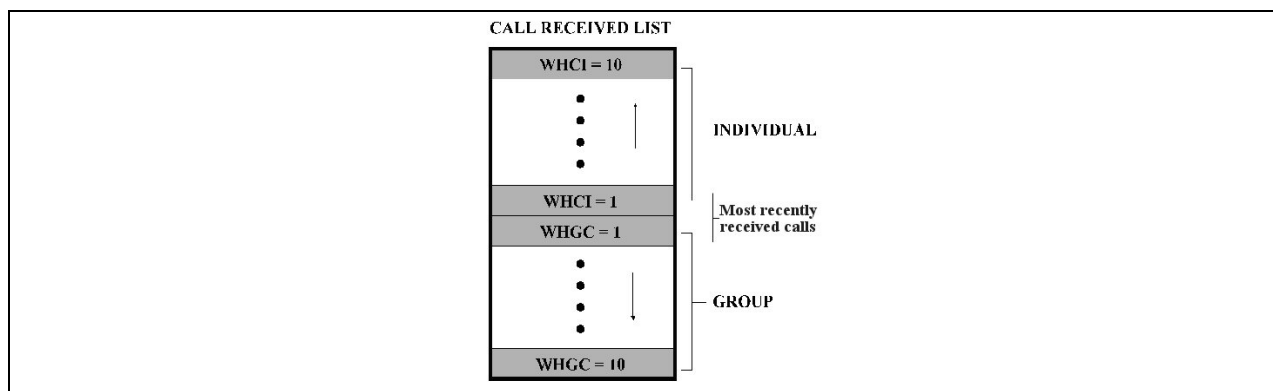 CALL RECEIVED LIST
WHCI = 10
INDIVIDUAL
WHCI = 1
Most recently
received calls
WHGC = 1
GROUP
WHGC = 10